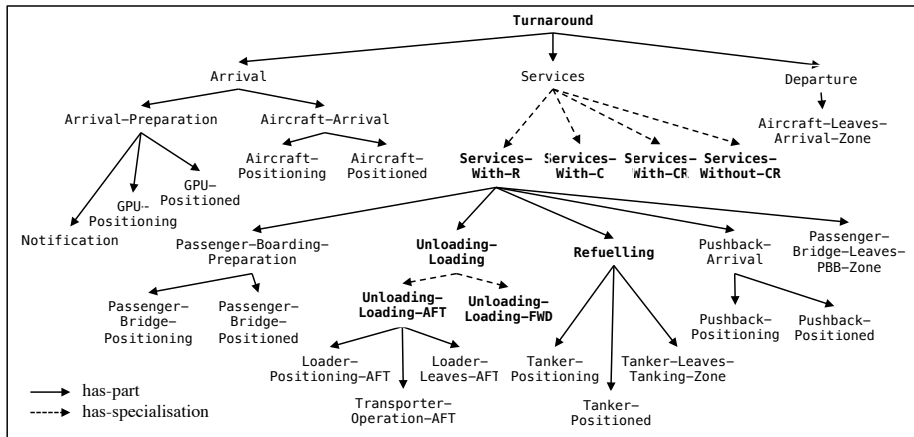 Turnaround
Arrival
Services
Departure
Arrival–Preparation
Aircraft–Arrival
Aircraft–Leaves–
Arrival–Zone
Aircraft–
Positioning
Aircraft–
Positioned
Services–
With–R
Services–
With–C
Services–
With–CR
Services–
Without–CR
GPU–
Positioned
GPU–
Positioning
Notification
Passenger–Boarding–
Preparation
Unloading–
Loading
Refuelling
Pushback–
Arrival
Passenger–
Bridge–Leaves–
PBB–Zone
Passenger–
Bridge–
Positioning
Passenger–
Bridge–
Positioned
Unloading–
Loading–AFT
Unloading–
Loading–FWD
Pushback–
Positioning
Pushback–
Positioned
Loader–
Positioning–AFT
Loader–
Leaves–AFT
Tanker–
Positioning
Tanker–Leaves–
Tanking–Zone
Transporter–
Operation–AFT
Tanker–
Positioned
has-part
has-specialisation